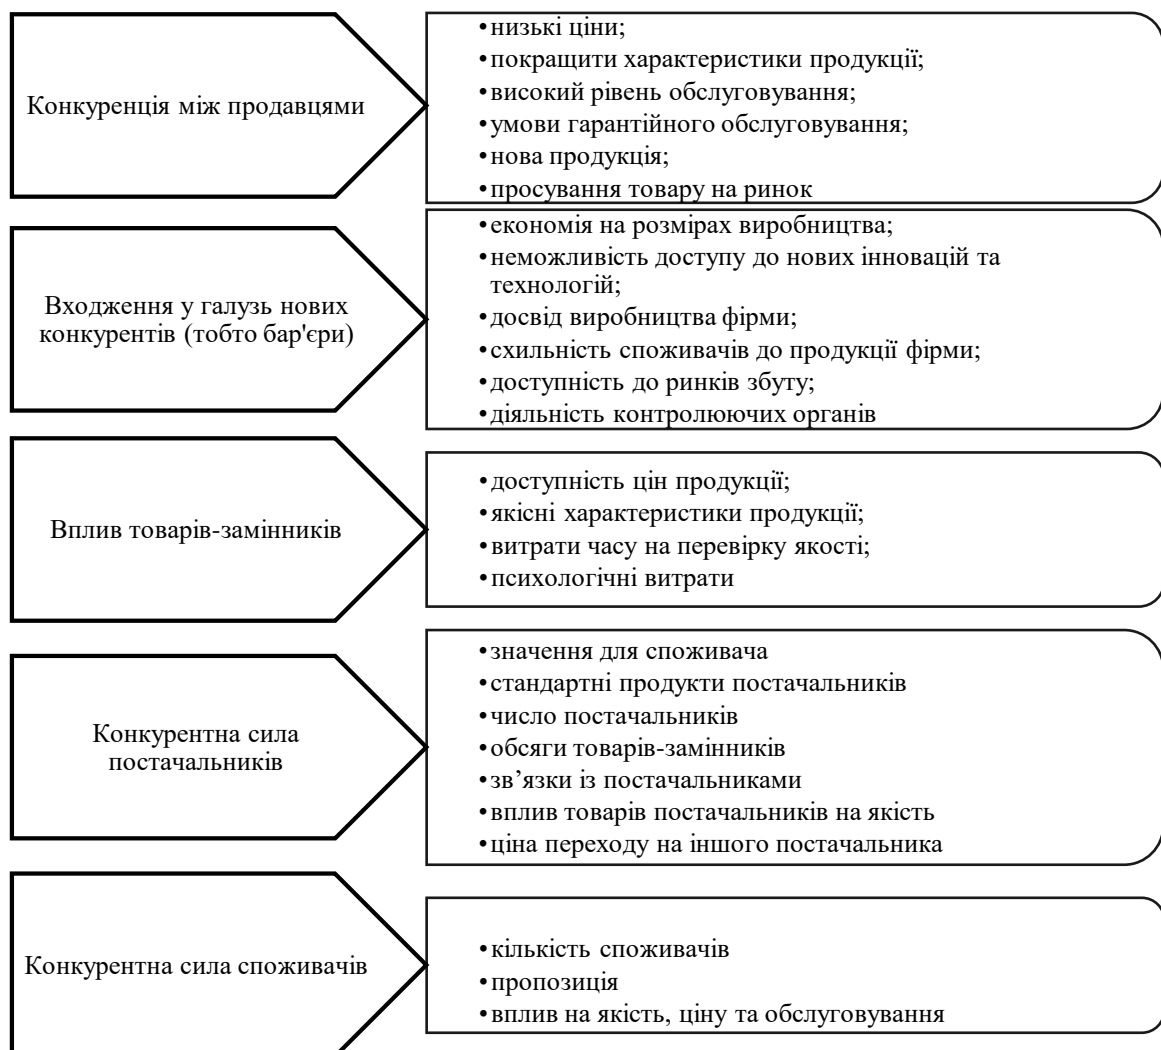 Конкуренція між продавцями
•низькі ціни;
•покращити характеристики продукції;
•високий рівень обслуговування;
•умови гарантійного обслуговування;
•нова продукція;
•просування товару на ринок
Входження у галузь нових
конкурентів (тобто бар'єри)
•економія на розмірах виробництва;
•неможливість доступу до нових інновацій та
технологій;
•досвід виробництва фірми;
•схильність споживачів до продукції фірми;
•доступність до ринків збуту;
•діяльність контролюючих органів
Вплив товарів-замінників
•доступність цін продукції;
•якісні характеристики продукції;
•витрати часу на перевірку якості;
•психологічні витрати
Конкурентна сила
постачальників
•значення для споживача
•стандартні продукти постачальників
•число постачальників
•обсяги товарів-замінників
•зв’язки із постачальниками
•вплив товарів постачальників на якість
•ціна переходу на іншого постачальника
Конкурентна сила споживачів
•кількість споживачів
•пропозиція
•вплив на якість, ціну та обслуговування